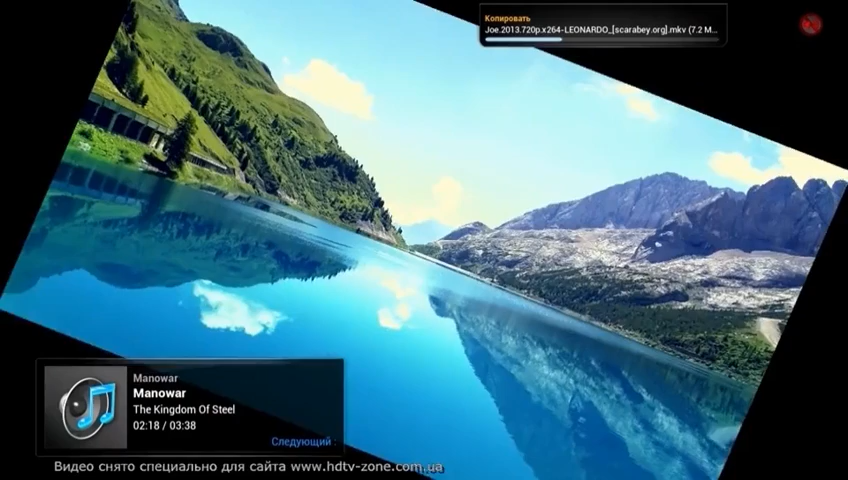 Копировать
Joe.2013.720p.x264-LEONARDO_[scarabey.org].mkv (7.2 M...
Manowar
Manowar
The Kingdom Of Steel
02:18 / 03:38
Следующий :
Видео снято специально для сайта www.hdtv-zone.com.ua